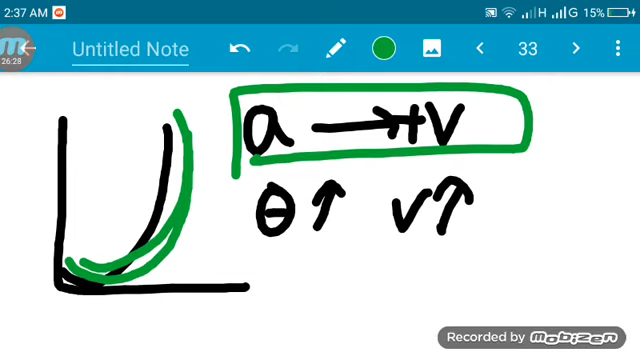 2:37 AM H G 15%
26:28 Untitled Note 33
a → +V
θ ↑ V ↑
Recorded by mobizen